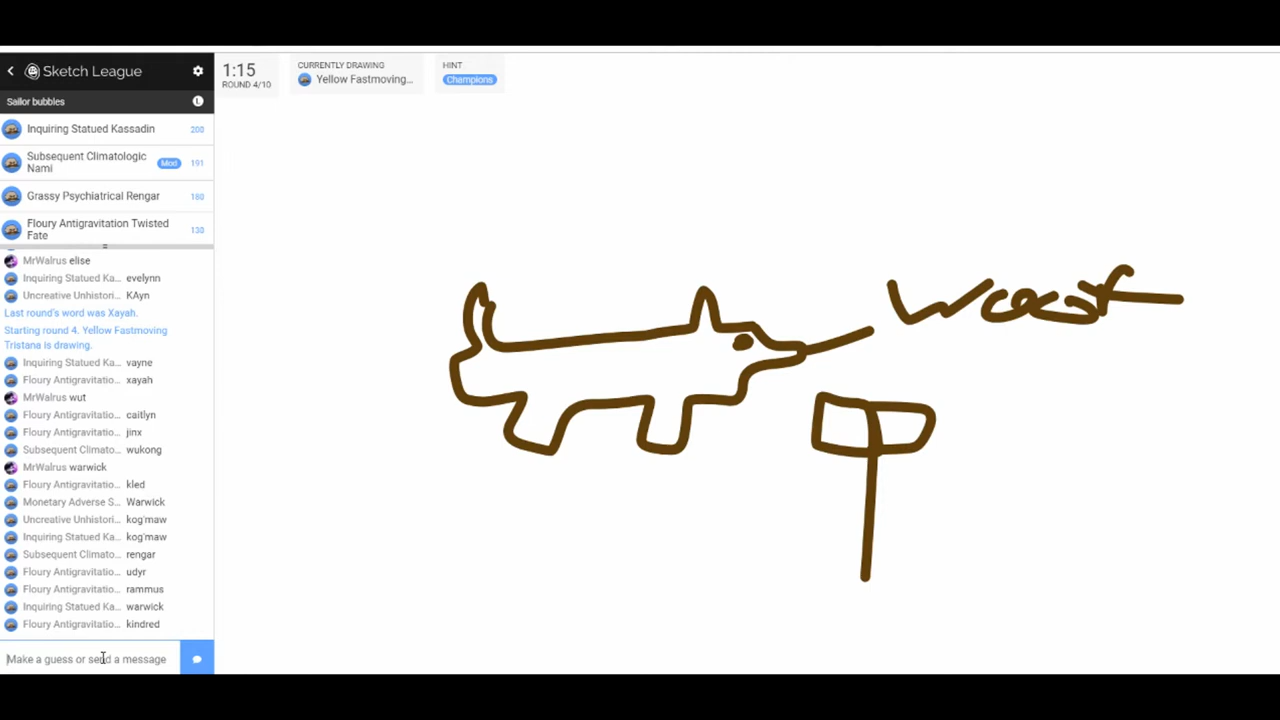 Sketch League
Sailor bubbles
L
Inquiring Statued Kassadin 200
Subsequent Climatologic Nami Mod 191
Grassy Psychiatrical Rengar 180
Floury Antigravitation Twisted Fate 130
MrWalrus elise
Inquiring Statued Ka... evelynn
Uncreative Unhistori... KAyn
Last round's word was Xayah.
Starting round 4. Yellow Fastmoving
Tristana is drawing.
Inquiring Statued Ka... vayne
Floury Antigravitatio... xayah
MrWalrus wut
Floury Antigravitatio... caitlyn
Floury Antigravitatio... jinx
Subsequent Climato... wukong
MrWalrus warwick
Floury Antigravitatio... kled
Monetary Adverse S... Warwick
Uncreative Unhistori... kog'maw
Inquiring Statued Ka... kog'maw
Subsequent Climato... rengar
Floury Antigravitatio... udyr
Floury Antigravitatio... rammus
Inquiring Statued Ka... warwick
Floury Antigravitatio... kindred
Make a guess or send a message
1:15
ROUND 4/10
CURRENTLY DRAWING
Yellow Fastmoving...
HINT
Champions